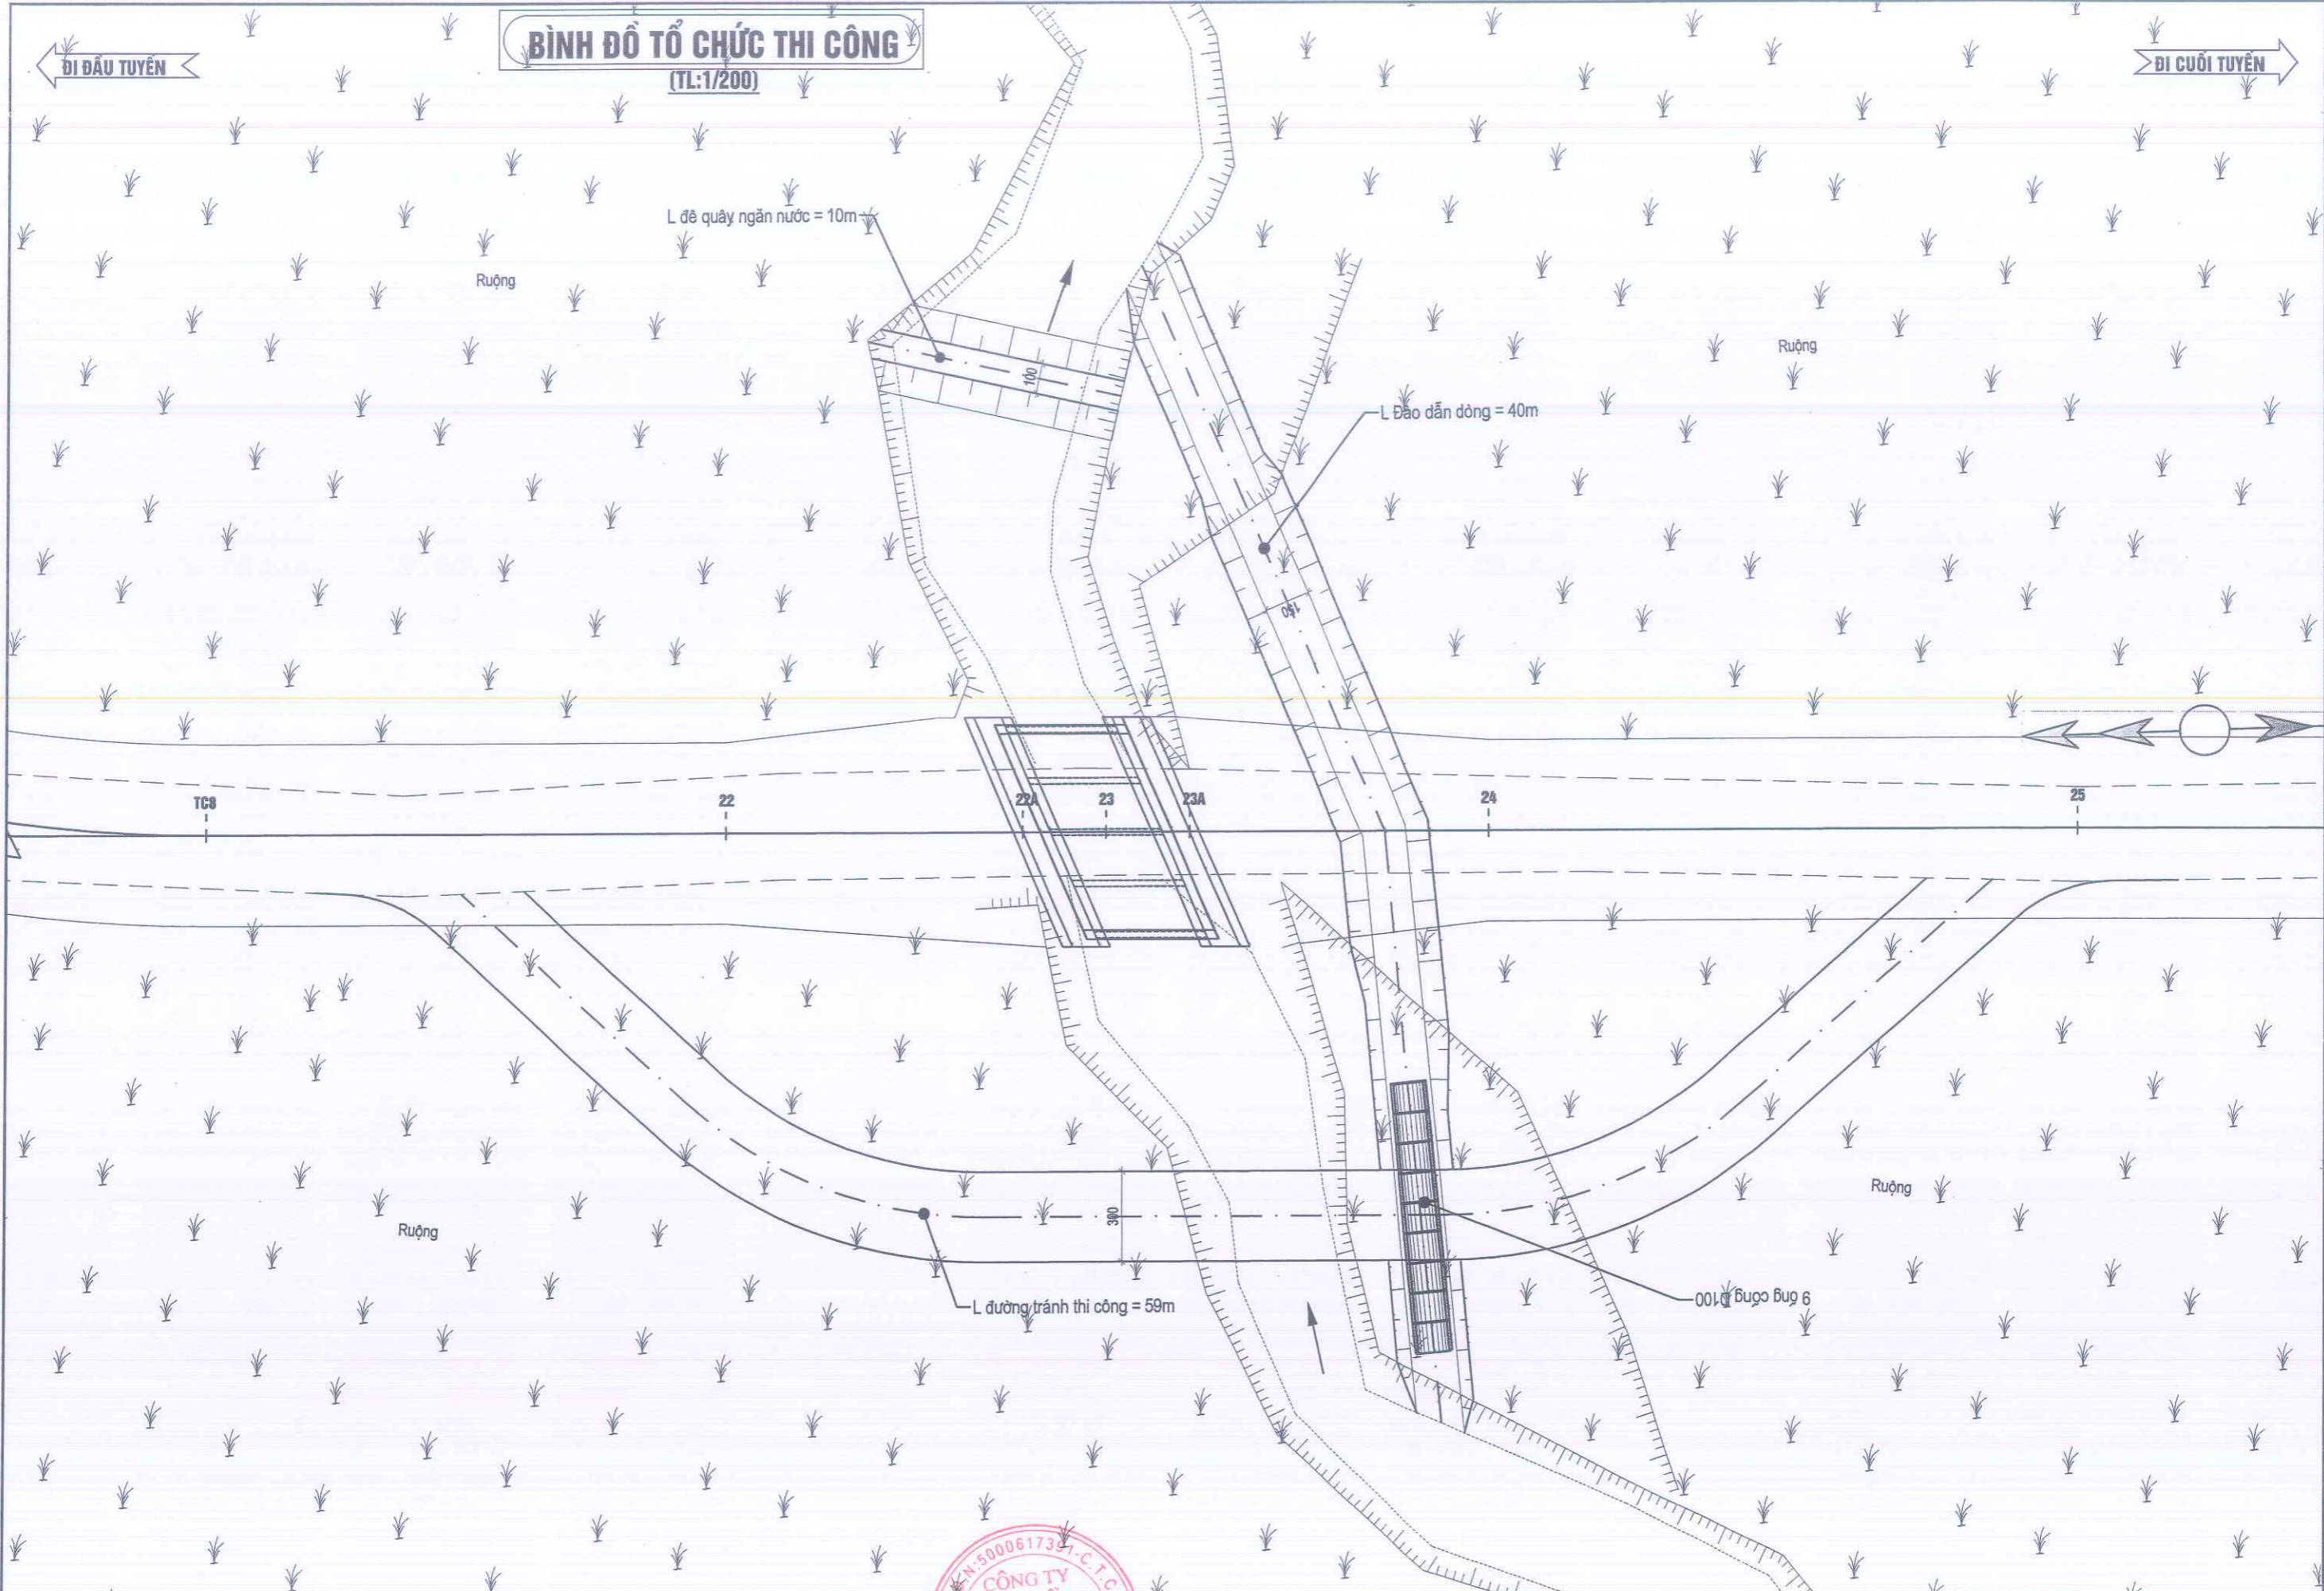 BÌNH ĐỒ TỔ CHỨC THI CÔNG
(TL:1/200)
ĐI ĐẦU TUYẾN
ĐI CUỐI TUYẾN
L đê quây ngăn nước = 10m
Ruộng
Ruộng
100
L Đào dẫn dòng = 40m
150
TC8
22
22A
23
23A
24
25
Ruộng
Ruộng
300
L đường tránh thi công = 59m
9 ống cống D100
N:5000617391-C.T.C
CÔNG TY